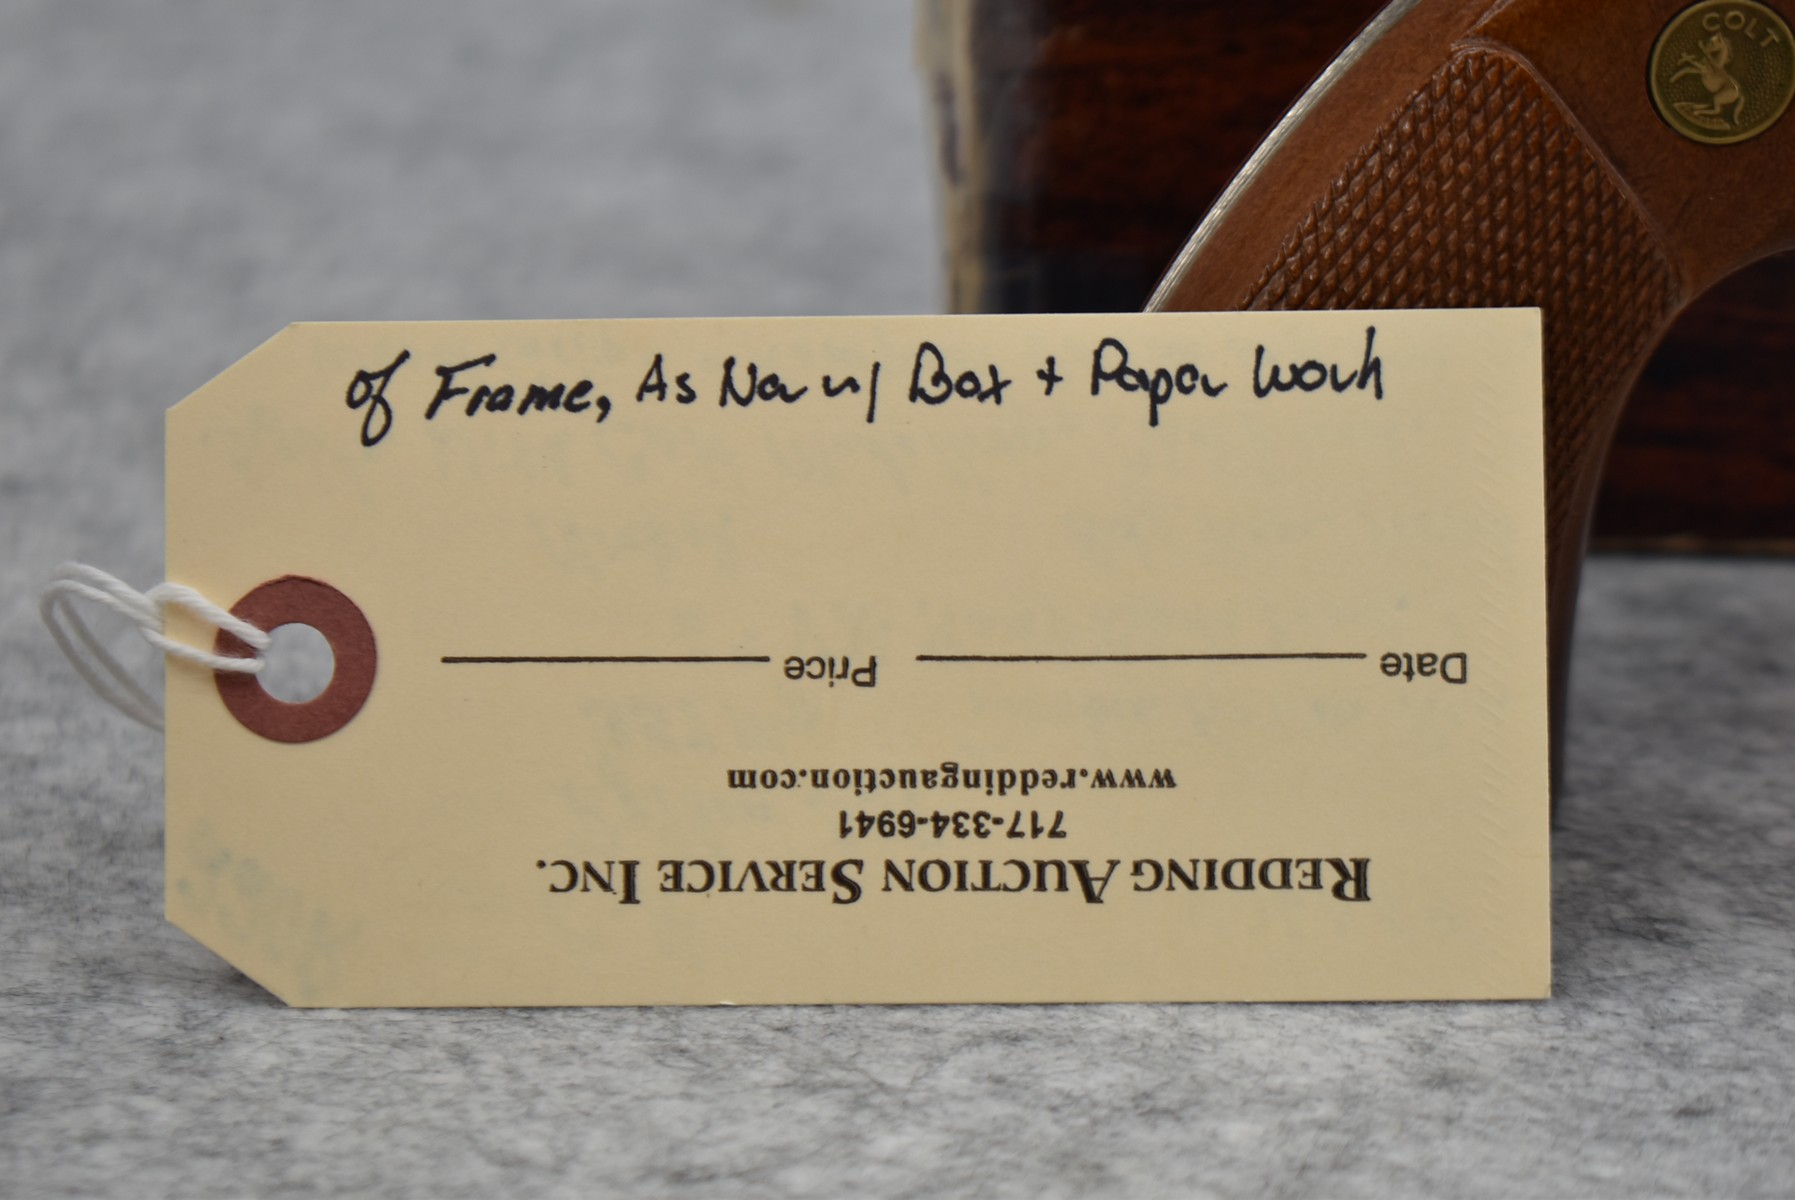 COLT
of Frame, As New w/ Box + Paper Work
Date Price
www.reddingauction.com
717-334-6941
REDDING AUCTION SERVICE INC.